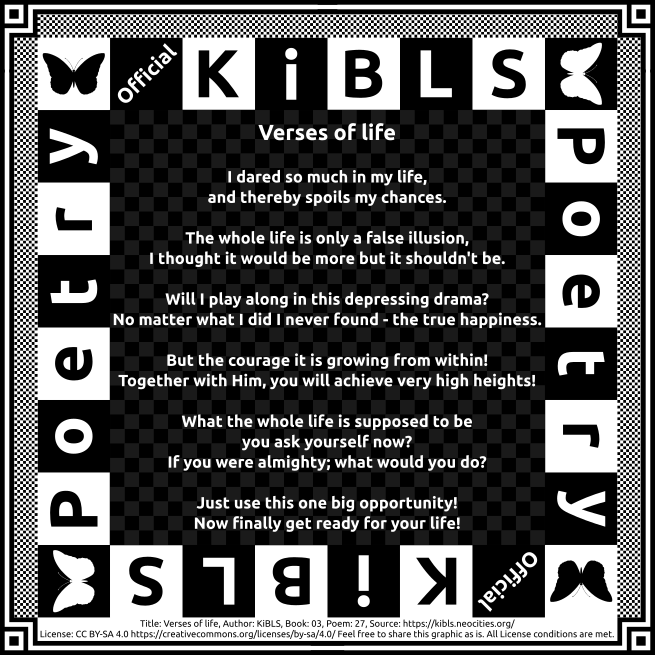 Official KiBLS
Poetry
Poetry
Verses of life
I dared so much in my life,
and thereby spoils my chances.
The whole life is only a false illusion,
I thought it would be more but it shouldn't be.
Will I play along in this depressing drama?
No matter what I did I never found - the true happiness.
But the courage it is growing from within!
Together with Him, you will achieve very high heights!
What the whole life is supposed to be
you ask yourself now?
If you were almighty; what would you do?
Just use this one big opportunity!
Now finally get ready for your life!
Official KiBLS
Title: Verses of life, Author: KiBLS, Book: 03, Poem: 27, Source: https://kibls.neocities.org/
License: CC BY-SA 4.0 https://creativecommons.org/licenses/by-sa/4.0/ Feel free to share this graphic as is. All License conditions are met.